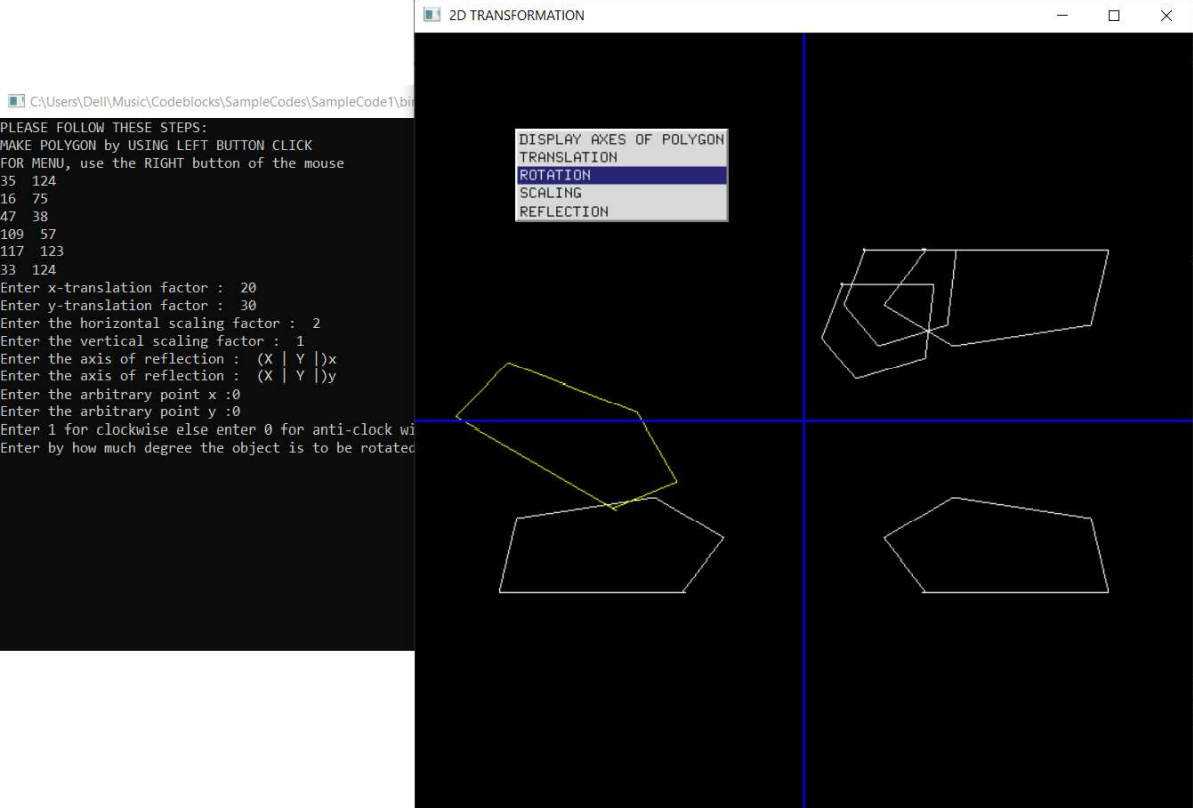 2D TRANSFORMATION
C:\Users\Dell\Music\Codeblocks\SampleCodes\SampleCode1\bin
PLEASE FOLLOW THESE STEPS:
MAKE POLYGON by USING LEFT BUTTON CLICK
FOR MENU, use the RIGHT button of the mouse
35 124
16 75
47 38
109 57
117 123
33 124
Enter x-translation factor : 20
Enter y-translation factor : 30
Enter the horizontal scaling factor : 2
Enter the vertical scaling factor : 1
Enter the axis of reflection : (X | Y |)x
Enter the axis of reflection : (X | Y |)y
Enter the arbitrary point x :0
Enter the arbitrary point y :0
Enter 1 for clockwise else enter 0 for anti-clock wi
Enter by how much degree the object is to be rotated
DISPLAY AXES OF POLYGON
TRANSLATION
ROTATION
SCALING
REFLECTION